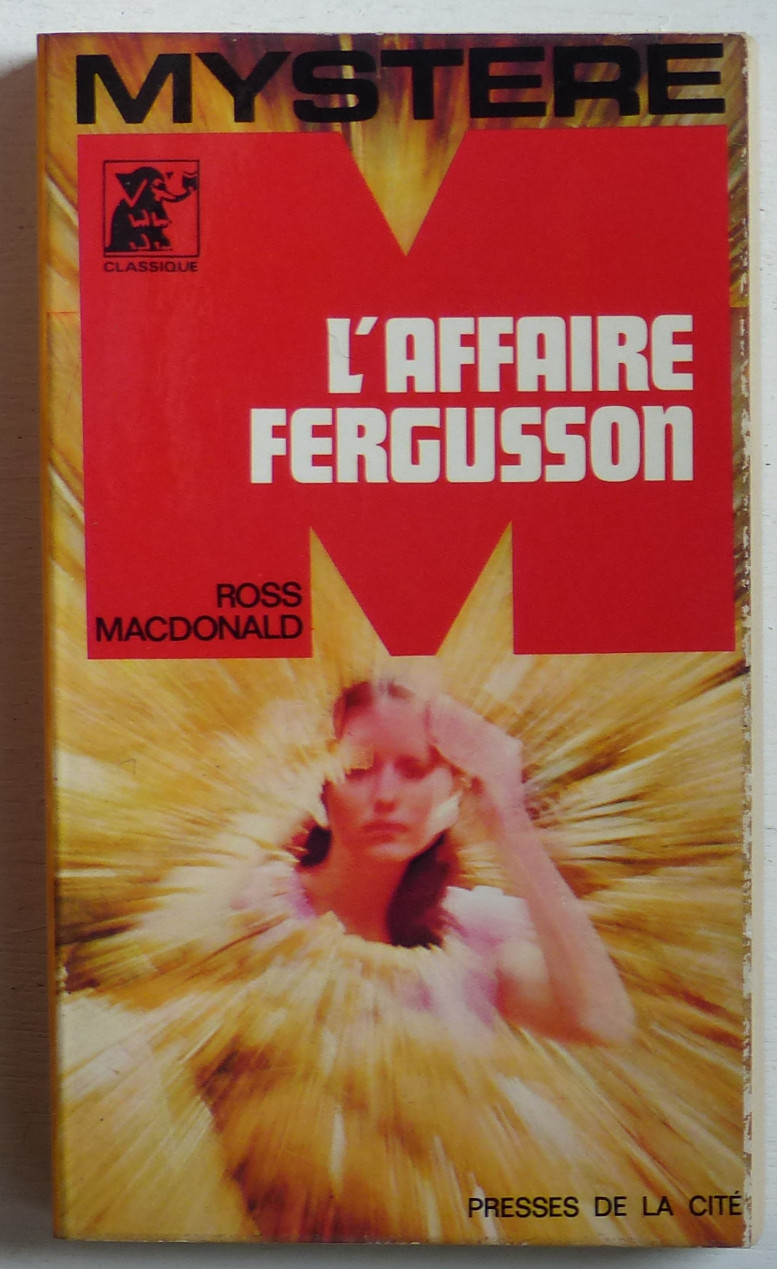 MYSTERE
CLASSIQUE
L'AFFAIRE
FERGUSSON
ROSS
MACDONALD
PRESSES DE LA CITÉ